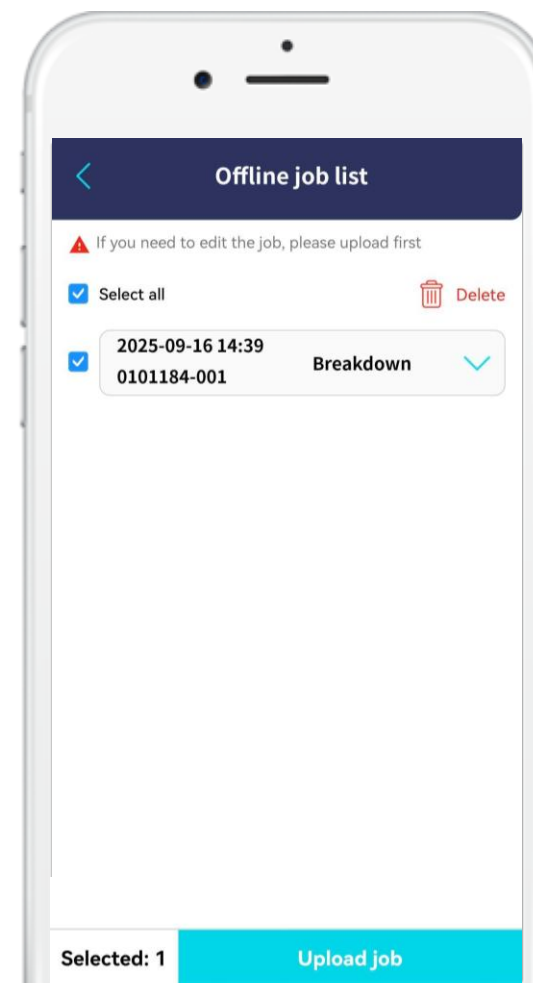 Offline job list
If you need to edit the job, please upload first
Select all
Delete
2025-09-16 14:39
0101184-001
Breakdown
Selected: 1
Upload job